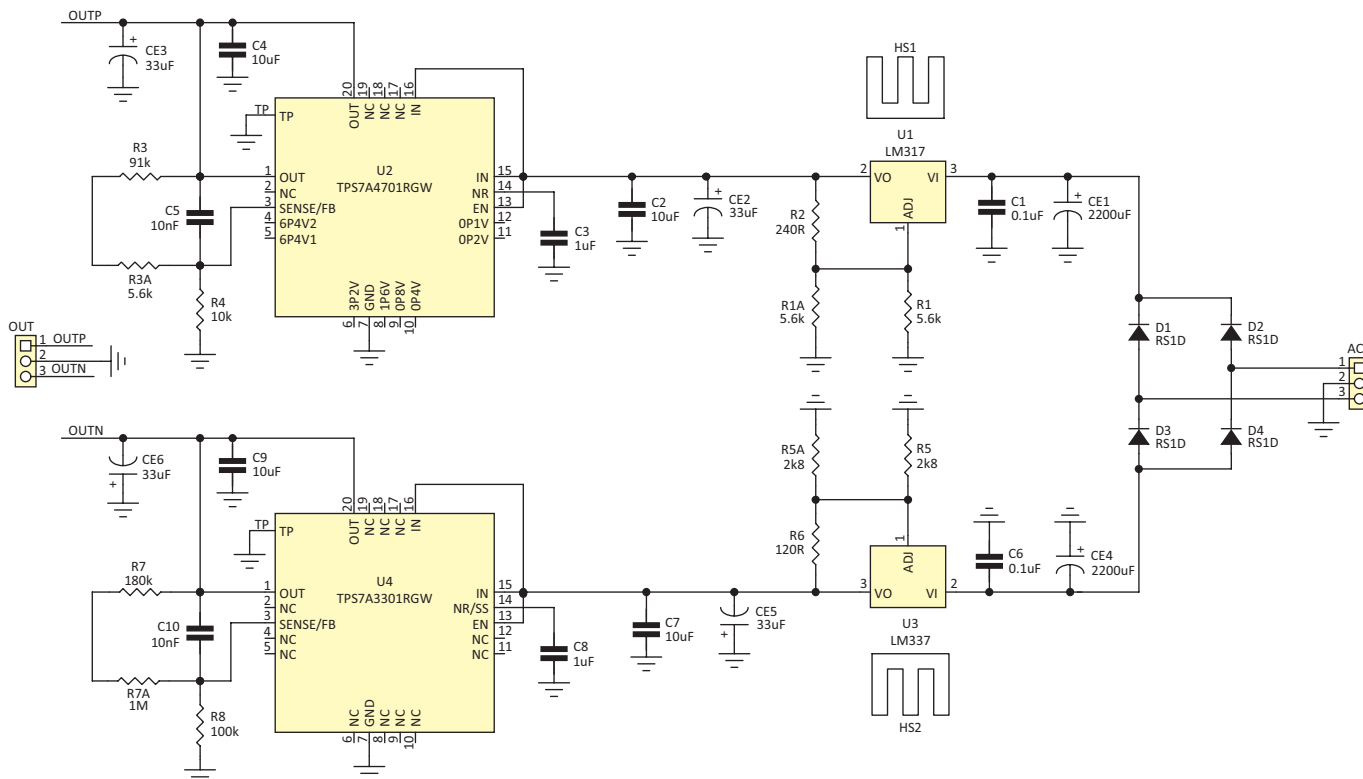 OUTP
CE3
33uF
C4
10uF
20
19
18
17
16
OUT
NC
NC
NC
IN
TP
TP
R3
91k
C5
10nF
R3A
5.6k
R4
10k
1
2
3
4
5
OUT
NC
SENSE/FB
6P4V2
6P4V1
U2
TPS7A4701RGW
IN
NR
EN
0P1V
0P2V
15
14
13
12
11
3P2V
GND
1P6V
0P8V
0P4V
6
7
8
9
10
C3
1uF
C2
10uF
CE2
33uF
HS1
U1
LM317
2
VO
VI
3
ADJ
1
R2
240R
R1A
5.6k
R1
5.6k
C1
0.1uF
CE1
2200uF
D1
RS1D
D2
RS1D
AC
1
2
3
D3
RS1D
D4
RS1D
OUT
1 OUTP
2
3 OUTN
OUTN
CE6
33uF
C9
10uF
20
19
18
17
16
OUT
NC
NC
NC
IN
TP
TP
R7
180k
C10
10nF
R7A
1M
R8
100k
1
2
3
4
5
OUT
NC
SENSE/FB
NC
NC
U4
TPS7A3301RGW
IN
NR/SS
EN
NC
NC
15
14
13
12
11
NC
GND
NC
NC
NC
6
7
8
9
10
C8
1uF
C7
10uF
CE5
33uF
R5A
2k8
R5
2k8
R6
120R
1
ADJ
3
VO
VI
2
U3
LM337
HS2
C6
0.1uF
CE4
2200uF